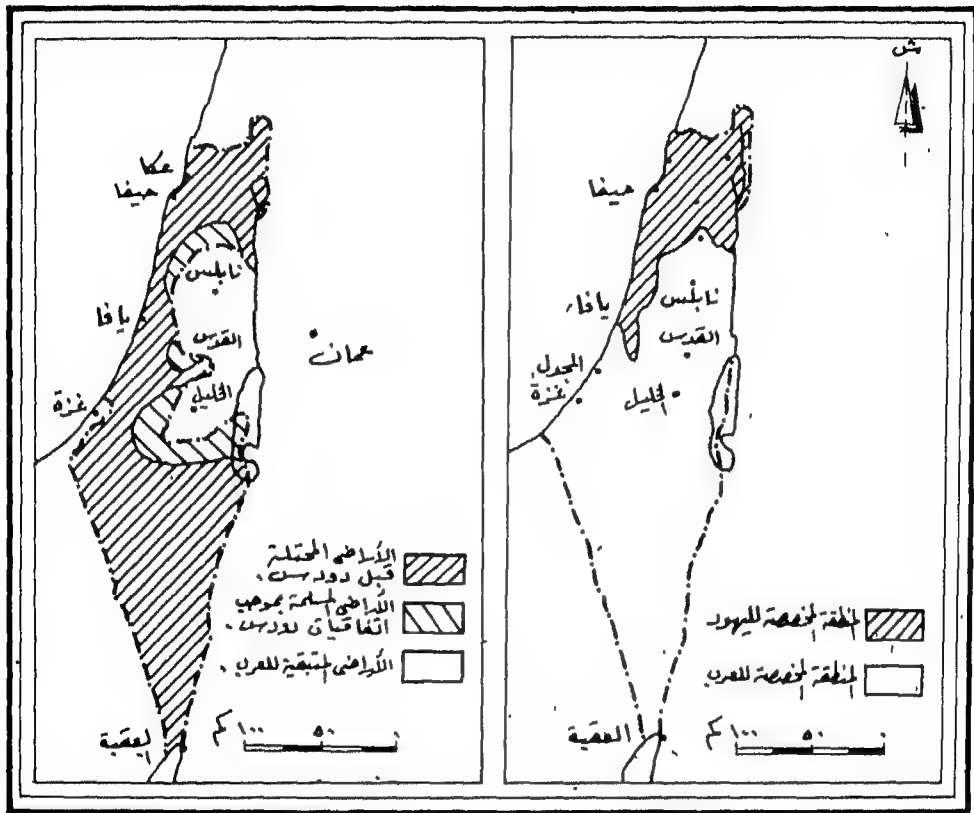 ش
حيفا
نابلس
يافا
القدس
المجدل
غزة
الخليل
المنطقة المخصصة لليهود
المنطقة المخصصة للعرب
العقبة
١٠٠ كم
٥٠
٠
عكا
حيفا
نابلس
يافا
القدس
عمان
الخليل
غزة
الأراضي المحتلة
قبل رودس .
الأراضي المسلمة بموجب
اتفاقيات رودس .
الأراضي المتبقية للعرب .
العقبة
١٠٠ كم
٥٠
٠